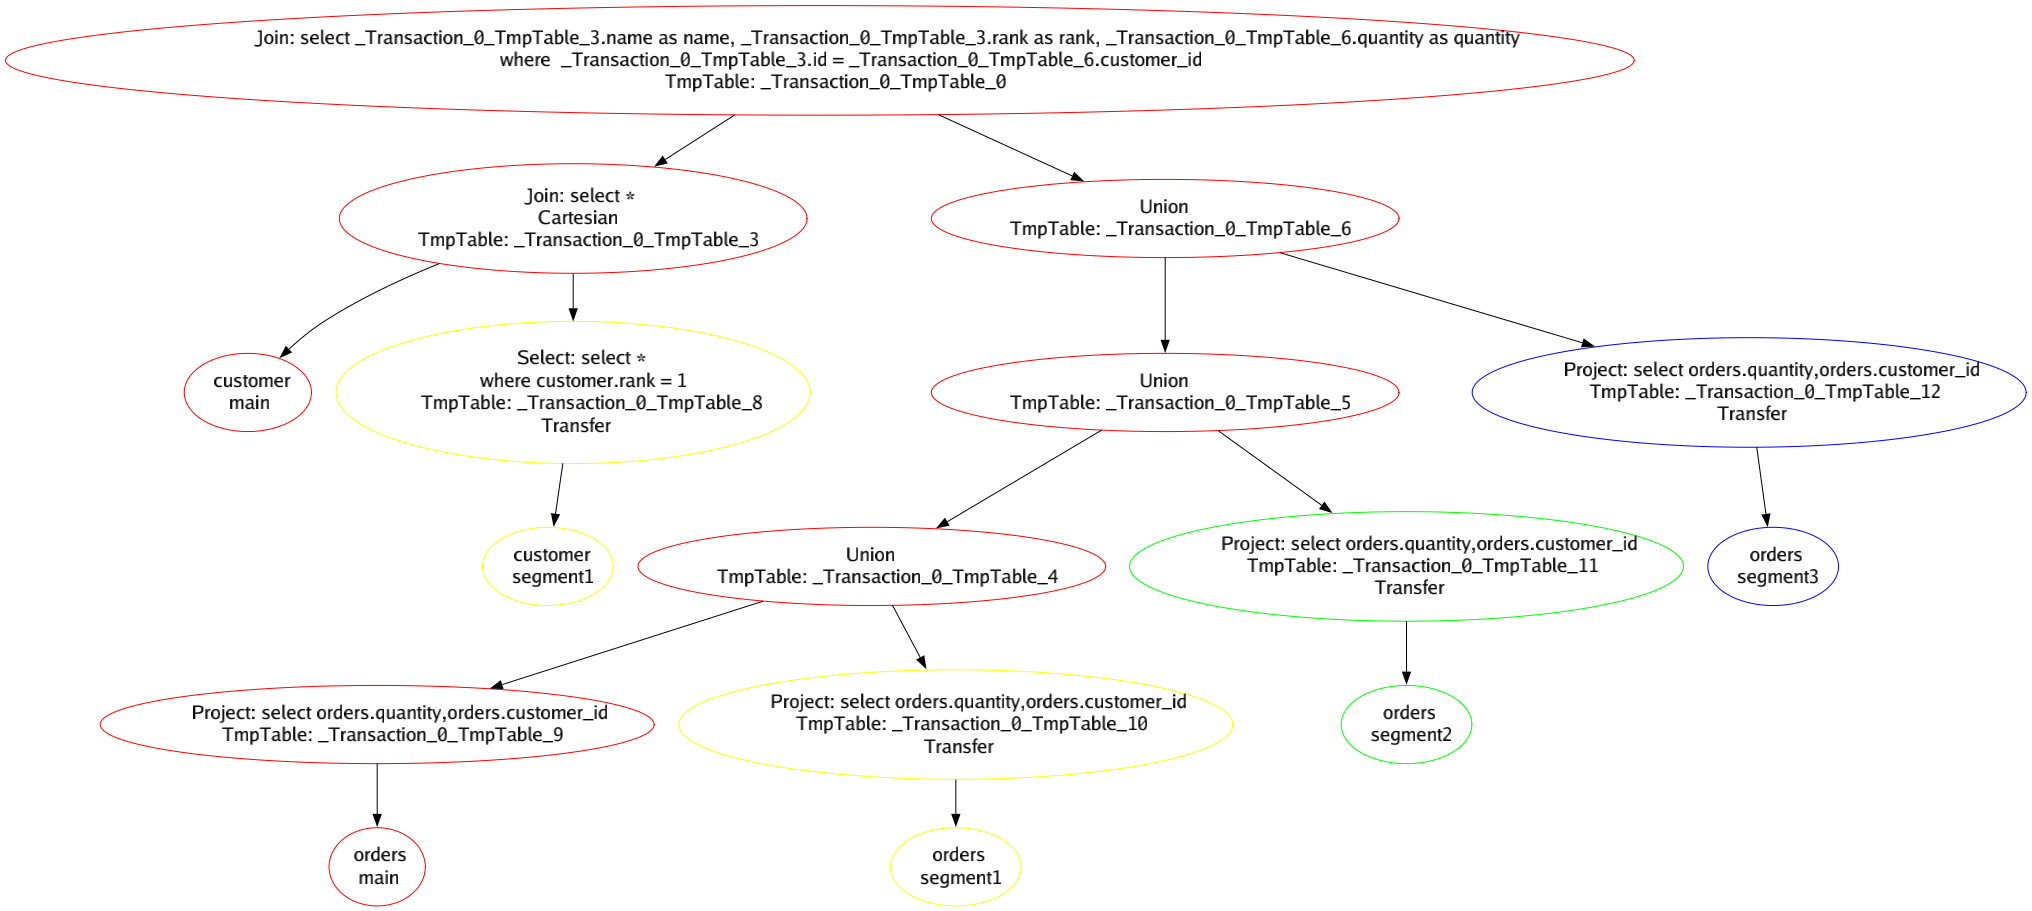 Join: select _Transaction_0_TmpTable_3.name as name, _Transaction_0_TmpTable_3.rank as rank, _Transaction_0_TmpTable_6.quantity as quantity
where  _Transaction_0_TmpTable_3.id = _Transaction_0_TmpTable_6.customer_id
TmpTable: _Transaction_0_TmpTable_0
Join: select *
Cartesian
TmpTable: _Transaction_0_TmpTable_3
Union
TmpTable: _Transaction_0_TmpTable_6
customer
main
Select: select *
where customer.rank = 1
TmpTable: _Transaction_0_TmpTable_8
Transfer
Union
TmpTable: _Transaction_0_TmpTable_5
Project: select orders.quantity,orders.customer_id
TmpTable: _Transaction_0_TmpTable_12
Transfer
customer
segment1
Union
TmpTable: _Transaction_0_TmpTable_4
Project: select orders.quantity,orders.customer_id
TmpTable: _Transaction_0_TmpTable_11
Transfer
orders
segment3
Project: select orders.quantity,orders.customer_id
TmpTable: _Transaction_0_TmpTable_9
Project: select orders.quantity,orders.customer_id
TmpTable: _Transaction_0_TmpTable_10
Transfer
orders
segment2
orders
main
orders
segment1